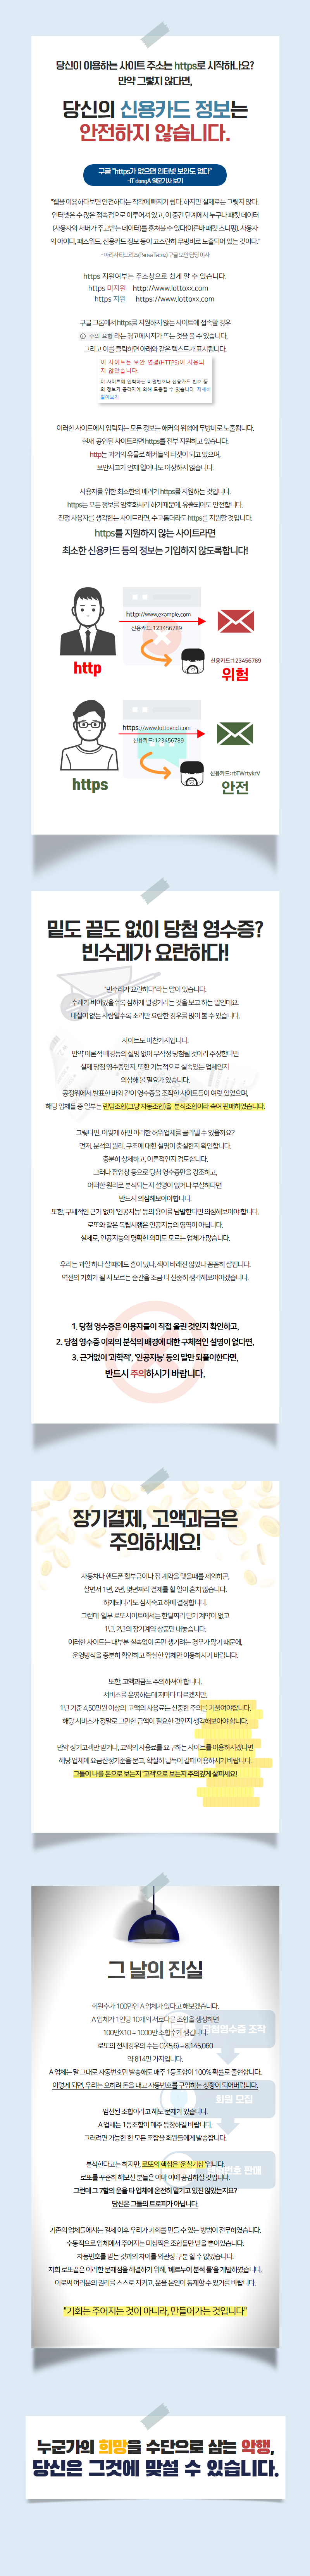 당신이 이용하는 사이트 주소는 https로 시작하나요?
만약 그렇지 않다면,
당신의 신용카드 정보는
안전하지 않습니다.
구글 "https가 없으면 인터넷 보안도 없다"
-IT dongA 원문기사 보기
"웹을 이용하다보면 안전하다는 착각에 빠지기 쉽다. 하지만 실제로는 그렇지 않다.
인터넷은 수 많은 접속점으로 이루어져 있고, 이 중간 단계에서 누구나 패킷 데이터
(사용자와 서버가 주고받는 데이터)를 훔쳐볼 수 있다(이른바 패킷 스니핑). 사용자
의 아이디, 패스워드, 신용카드 정보 등이 고스란히 무방비로 노출되어 있는 것이다."
https 지원여부는 주소창으로 쉽게 알 수 있습니다.
https 미지원 http://www.lottoxx.com
https 지원 https://www.lottoxx.com
구글 크롬에서 https를 지원하지 않는 사이트에 접속할 경우
ⓘ 주의 요함 라는 경고메시지가 뜨는 것을 볼 수 있습니다.
그리고 이를 클릭하면 아래와 같은 텍스트가 표시됩니다.
이 사이트는 보안 연결(HTTPS)이 사용되
지 않았습니다.
이 사이트에 입력하는 비밀번호나 신용카드 번호 등
의 정보가 공격자에 의해 도용될 수 있습니다. 자세히
알아보기
이러한 사이트에서 입력되는 모든 정보는 해커의 위협에 무방비로 노출됩니다.
현재 공인된 사이트라면 https를 전부 지원하고 있습니다.
http는 과거의 유물로 해커들의 타겟이 되고 있으며,
보안사고가 언제 일어나도 이상하지 않습니다.
사용자를 위한 최소한의 배려가 https를 지원하는 것입니다.
https는 모든 정보를 암호화처리 하기때문에, 유출되어도 안전합니다.
진정 사용자를 생각한는 사이트라면, 수고롭더라도 https를 지원할 것입니다.
https를 지원하지 않는 사이트라면
최소한 신용카드 등의 정보는 기입하지 않도록합니다!
http://www.example.com
신용카드:123456789
신용카드:123456789
http
위험
https://www.lottoend.com
신용카드:123456789
신용카드:rbTWrtykrV
https
안전
밑도 끝도 없이 당첨 영수증?
빈수레가 요란하다!
"빈수레가 요란하다"라는 말이 있습니다.
수레가 비어있을수록 심하게 덜컹거리는 것을 보고 하는 말인데요.
내실이 없는 사람일수록 소리만 요란한 경우를 많이 볼 수 있습니다.
사이트도 마찬가지입니다.
만약 이론적 배경등의 설명 없이 무작정 당첨될 것이라 주장한다면
실제 당첨 영수증인지, 또한 기능적으로 실속있는 업체인지
의심해 볼 필요가 있습니다.
공정위에서 발표한 바와 같이 영수증을 조작한 사이트들이 여럿 있었으며,
해당 업체들 중 일부는 랜덤조합(그냥 자동조합)을 분석조합이라 속여 판매하였습니다.
그렇다면, 어떻게 하면 이러한 허위업체를 골라낼 수 있을까요?
먼저, 분석의 원리, 구조에 대한 설명이 충실한지 확인합니다.
충분히 상세하고, 이론적인지 검토합니다.
그러나 팝업창 등으로 당첨 영수증만을 강조하고,
어떠한 원리로 분석되는지 설명이 없거나 부실하다면
반드시 의심해보아야합니다.
또한, 구체적인 근거 없이 '인공지능' 등의 용어를 남발한다면 의심해보아야 합니다.
로또와 같은 독립시행은 인공지능의 영역이 아닙니다.
실제로, 인공지능의 명확한 의미도 모르는 업체가 많습니다.
우리는 과일 하나 살 때에도 흠이 났나, 색이 바래진 않았나 꼼꼼히 살핍니다.
역전의 기회가 될 지 모르는 순간을 조금 더 신중히 생각해보아야겠습니다.
1. 당첨 영수증은 이용자들이 직접 올린 것인지 확인하고,
2. 당첨 영수증 이외의 분석의 배경에 대한 구체적인 설명이 없다면,
3. 근거없이 '과학적', '인공지능' 등의 말만 되풀이한다면,
반드시 주의하시기 바랍니다.
장기결제, 고액과금은
주의하세요!
자동차나 핸드폰 할부금이나 집 계약을 맺을때를 제외하곤,
살면서 1년, 2년, 몇년짜리 결제를 할 일이 흔치 않습니다.
하게되더라도 심사숙고 하에 결정합니다.
그런데 일부 로또사이트에서는 한달짜리 단기 계약이 없고
1년, 2년의 장기계약 상품만 내놓습니다.
이러한 사이트는 대부분 실속없이 돈만 챙기려는 경우가 많기 때문에,
운영방식을 충분히 확인하고 확실한 업체만 이용하시기 바랍니다.
또한, 고액과금도 주의하셔야 합니다.
서비스를 운영하는데 저마다 다르겠지만,
1년 기준 4,50만원 이상의 고액의 사용료는 신중한 주의를 기울여야합니다.
해당 서비스가 정말로 그만한 금액이 필요한 것인지 생각해보아야 합니다.
만약 장기고객만 받거나, 고액의 사용료를 요구하는 사이트를 이용하시겠다면
해당 업체에 요금산정기준을 묻고, 확실히 납득이 갈때 이용하시기 바랍니다.
그들이 나를 돈으로 보는지 '고객'으로 보는지 주의깊게 살피세요!
그 날의 진실
회원수가 100만인 A 업체가 있다고 해보겠습니다.
A 업체가 1인당 10개의 서로다른 조합을 생성하면
100만X10 = 1000만 조합수가 생깁니다.
로또의 전체경우의 수는 C(45,6) = 8,145,060
약 814만 가지입니다.
A 업체는 말 그대로 자동번호만 발송해도 매주 1등조합이 100% 확률로 출현합니다.
이렇게 되면, 우리는 오히려 돈을 내고 자동번호를 구입하는 상황이 되어버립니다.
당첨영수증 조작
회원 모집
번호 판매
엄선된 조합이라고 해도 문제가 있습니다.
A 업체는 1등조합이 매주 등장하길 바랍니다.
그러려면 가능한 한 모든 조합을 회원들에게 발송합니다.
분석한다고는 하지만, 로또의 핵심은 '운칠기삼'입니다.
로또를 꾸준히 해보신 분들은 이미 이에 공감하실 것입니다.
그런데 그 7할의 운을 타 업체에 온전히 맡기고 있진 않았는지요?
당신은 그들의 트로피가 아닙니다.
기존의 업체들에서는 결제 이후 우리가 기회를 만들 수 있는 방법이 전무하였습니다.
수동적으로 업체에서 주어지는 미심쩍은 조합들만 받을 뿐이었습니다.
자동번호를 받는 것과의 차이를 외관상 구분 할 수 없었습니다.
저희 로또끝은 이러한 문제점을 해결하기 위해, '베르누이 분석 툴'을 개발하였습니다.
이로써 여러분의 권리를 스스로 지키고, 운을 본인이 통제할 수 있기를 바랍니다.
"기회는 주어지는 것이 아니라, 만들어가는 것입니다"
누군가의 희망을 수단으로 삼는 악행,
당신은 그것에 맞설 수 있습니다.